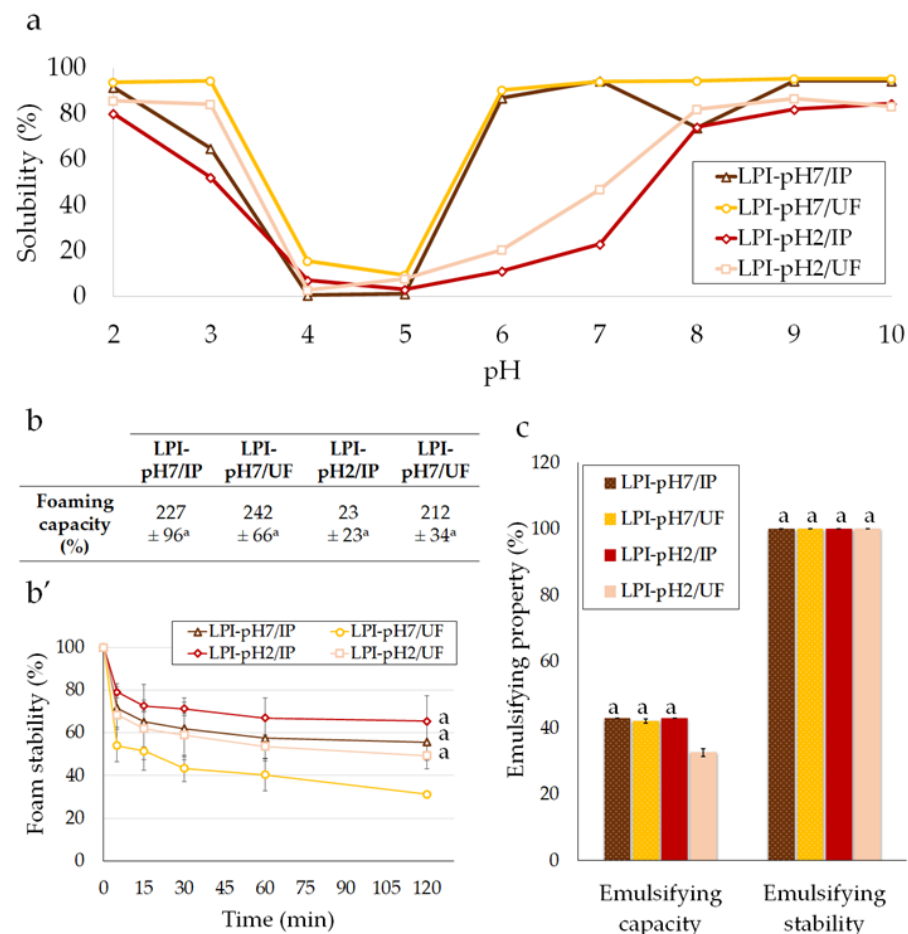 a
100
80
60
40
20
0
Solubility (%)
LPI-pH7/IP
LPI-pH7/UF
LPI-pH2/IP
LPI-pH2/UF
2 3 4 5 6 7 8 9 10
pH
b
LPI- LPI- LPI- LPI-
pH7/IP pH7/UF pH2/IP pH7/UF
Foaming
capacity
(%)
227 242 23 212
± 96a ± 66a ± 23a ± 34a
b'
LPI-pH7/IP LPI-pH7/UF
LPI-pH2/IP LPI-pH2/UF
100
80
60
40
20
0
Foam stability (%)
a
a
a
0 15 30 45 60 75 90 105 120
Time (min)
c
120
100
80
60
40
20
0
Emulsifying property (%)
LPI-pH7/IP
LPI-pH7/UF
LPI-pH2/IP
LPI-pH2/UF
a a a a
a a a
Emulsifying Emulsifying
capacity stability